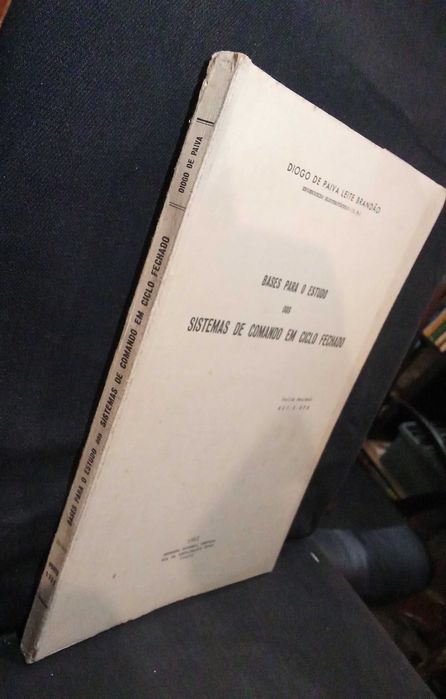 DIOGO DE PAIVA LEITE BRANDÃO
BASES PARA O ESTUDO
DOS
SISTEMAS DE COMANDO EM CICLO FECHADO
DIOGO DE PAIVA
BASES PARA O ESTUDO DOS SISTEMAS DE COMANDO EM CICLO FECHADO